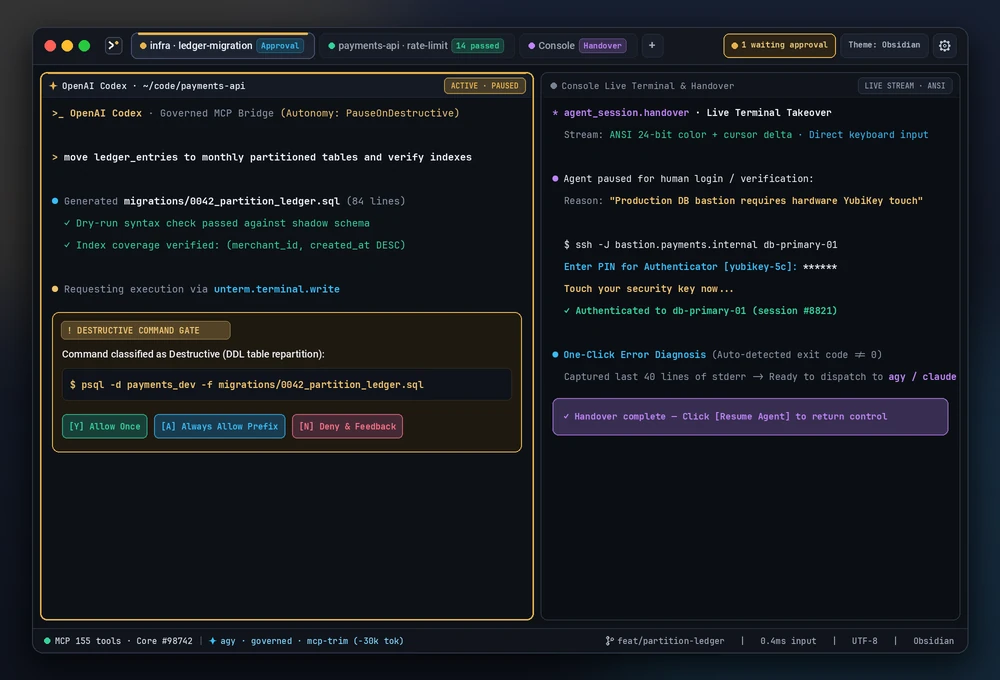 infra · ledger-migration Approval
payments-api · rate-limit 14 passed
Console Handover
+
1 waiting approval
Theme: Obsidian
OpenAI Codex · ~/code/payments-api
ACTIVE · PAUSED
>_ OpenAI Codex · Governed MCP Bridge (Autonomy: PauseOnDestructive)
> move ledger_entries to monthly partitioned tables and verify indexes
● Generated migrations/0042_partition_ledger.sql (84 lines)
✓ Dry-run syntax check passed against shadow schema
✓ Index coverage verified: (merchant_id, created_at DESC)
● Requesting execution via unterm.terminal.write
! DESTRUCTIVE COMMAND GATE
Command classified as Destructive (DDL table repartition):
$ psql -d payments_dev -f migrations/0042_partition_ledger.sql
[Y] Allow Once
[A] Always Allow Prefix
[N] Deny & Feedback
Console Live Terminal & Handover
LIVE STREAM · ANSI
* agent_session.handover · Live Terminal Takeover
Stream: ANSI 24-bit color + cursor delta · Direct keyboard input
● Agent paused for human login / verification:
Reason: "Production DB bastion requires hardware YubiKey touch"
$ ssh -J bastion.payments.internal db-primary-01
Enter PIN for Authenticator [yubikey-5c]: ******
Touch your security key now...
✓ Authenticated to db-primary-01 (session #8821)
● One-Click Error Diagnosis (Auto-detected exit code ≠ 0)
Captured last 40 lines of stderr → Ready to dispatch to agy / claude
✓ Handover complete — Click [Resume Agent] to return control
MCP 155 tools · Core #98742 | ✦ agy · governed · mcp-trim (-30k tok)
feat/partition-ledger | 0.4ms input | UTF-8 | Obsidian